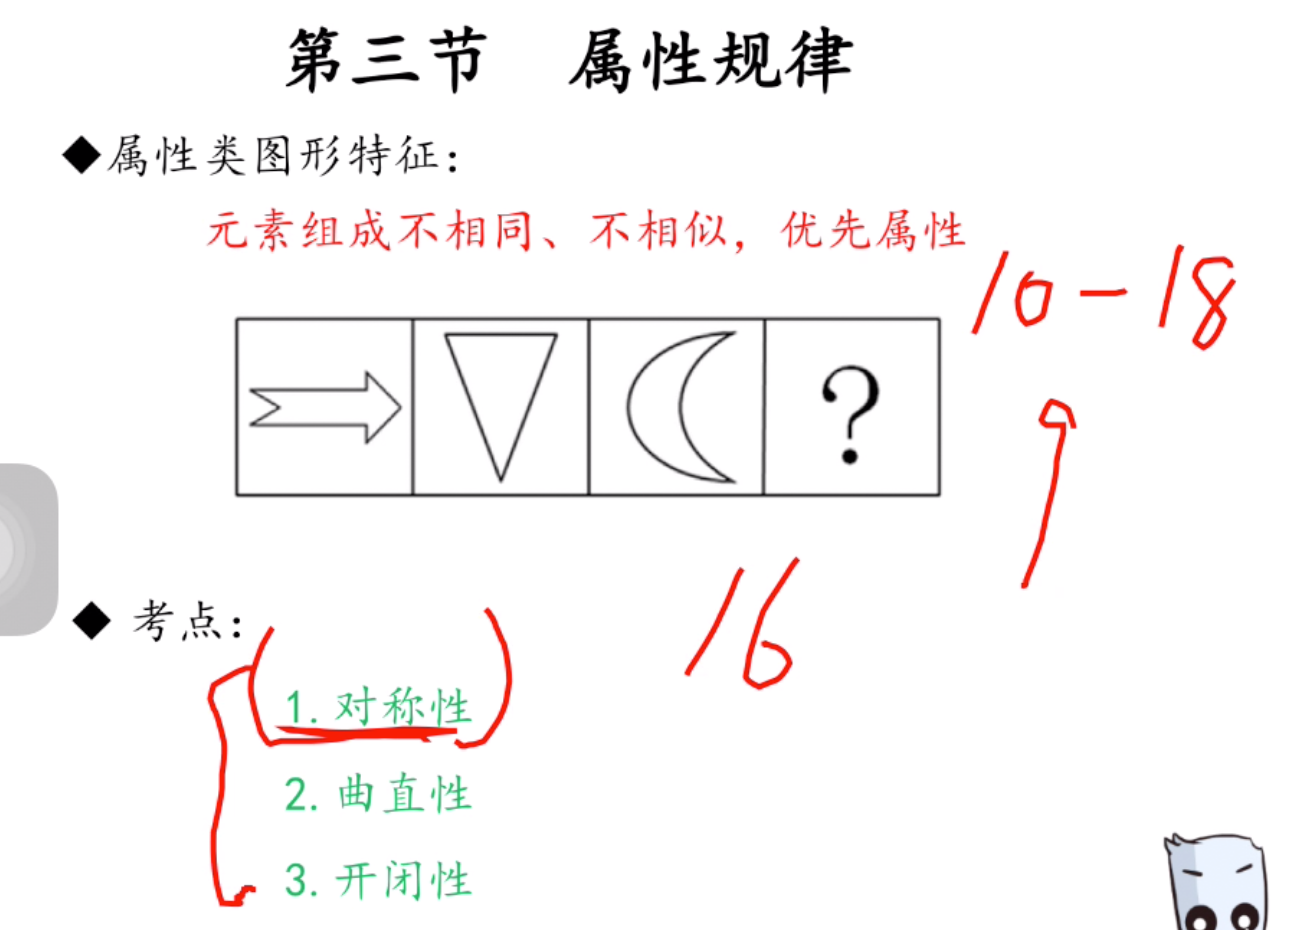 第三节 属性规律
◆属性类图形特征：
元素组成不相同、不相似，优先属性
10-18
?
16
◆ 考点：
1. 对称性
2. 曲直性
3. 开闭性